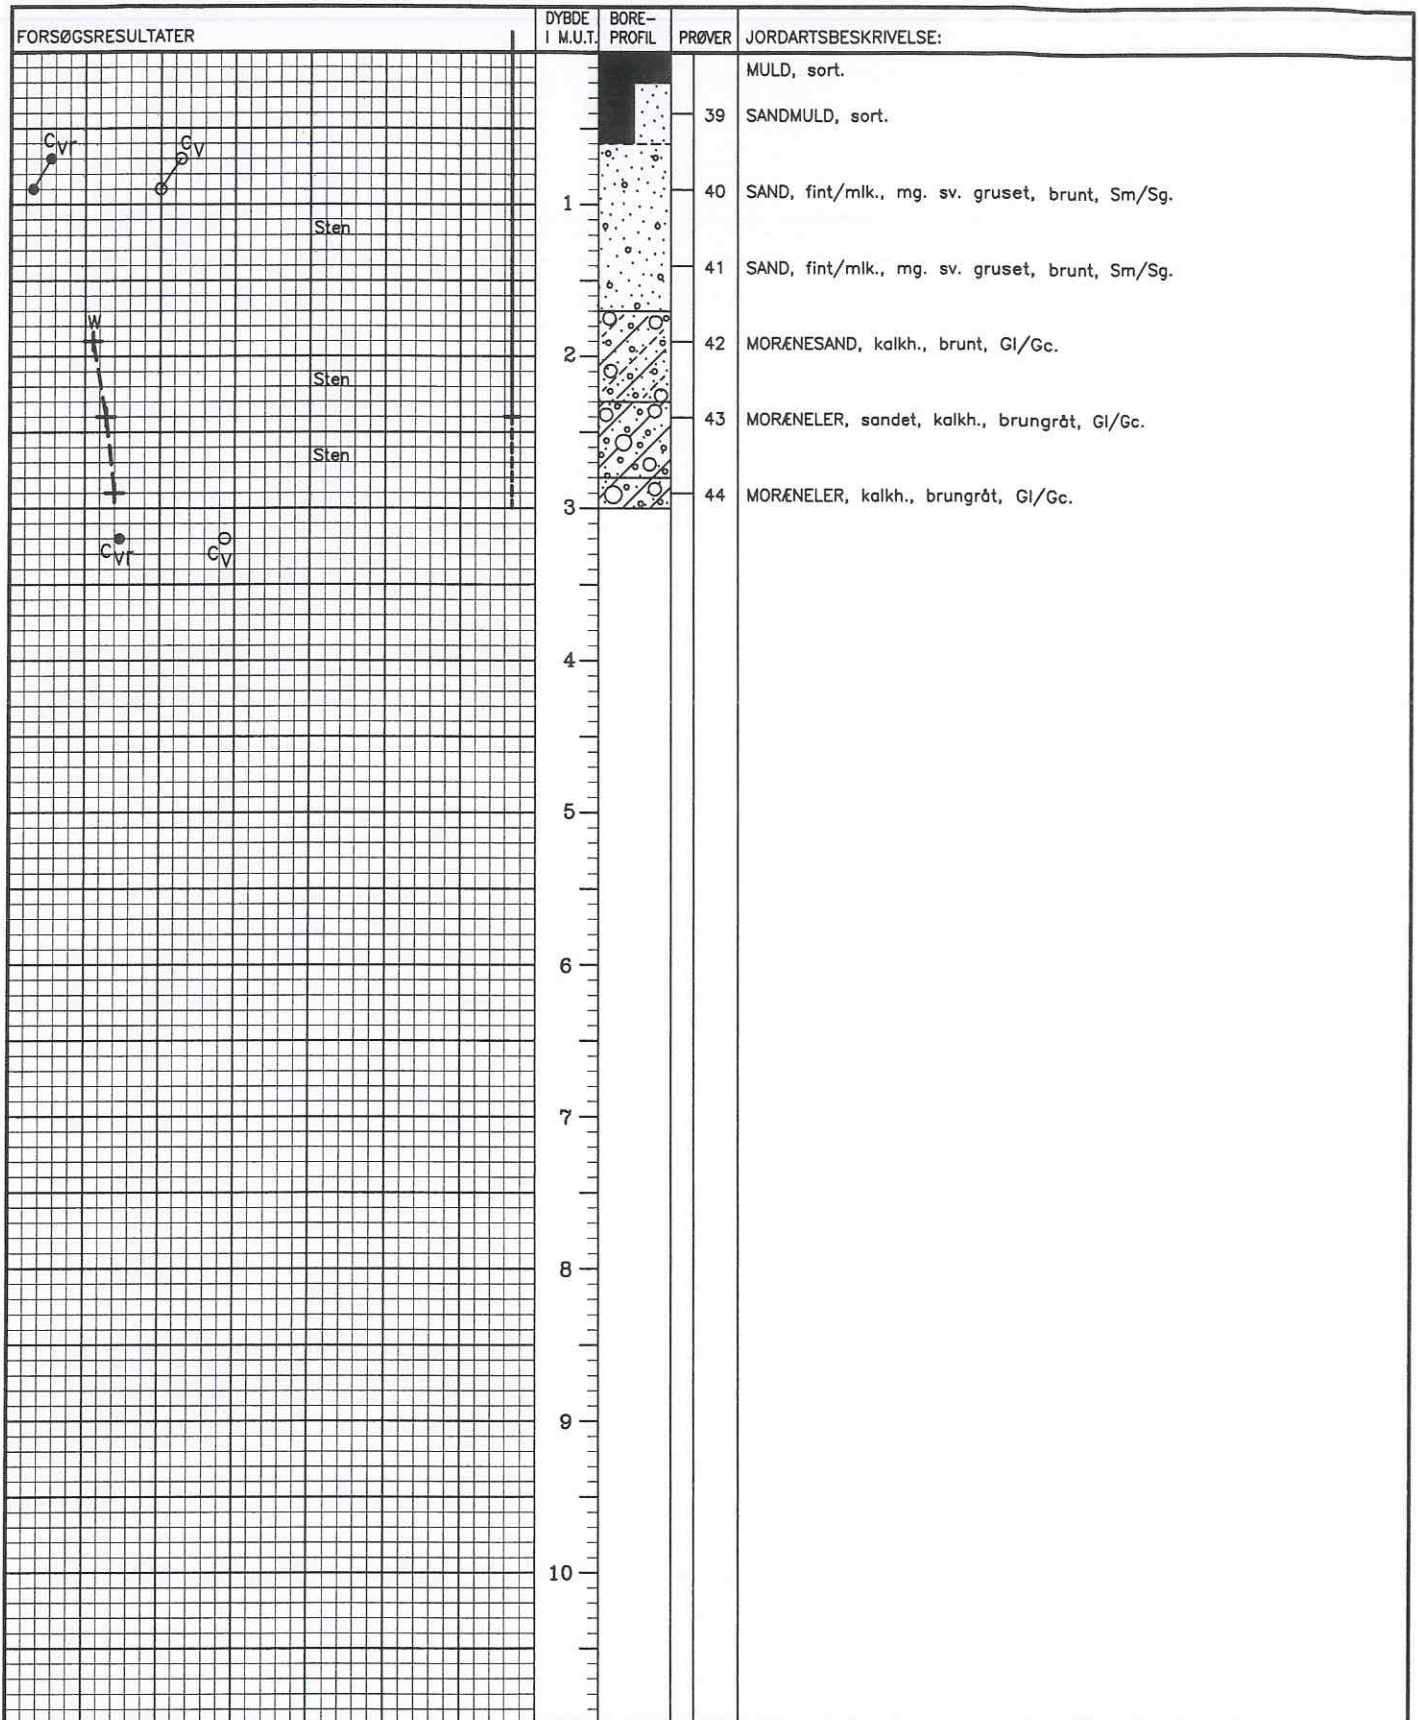 FORSØGSRESULTATER
DYBDE I M.U.T.
BORE-PROFIL
PRØVER
JORDARTSBESKRIVELSE:
MULD, sort.
39 SANDMULD, sort.
Cvr Cv
1
40 SAND, fint/mlk., mg. sv. gruset, brunt, Sm/Sg.
Sten
41 SAND, fint/mlk., mg. sv. gruset, brunt, Sm/Sg.
W
2
42 MORÆNESAND, kalkh., brunt, Gl/Gc.
Sten
43 MORÆNELER, sandet, kalkh., brungråt, Gl/Gc.
Sten
44 MORÆNELER, kalkh., brungråt, Gl/Gc.
3
Cvr Cv
4
5
6
7
8
9
10